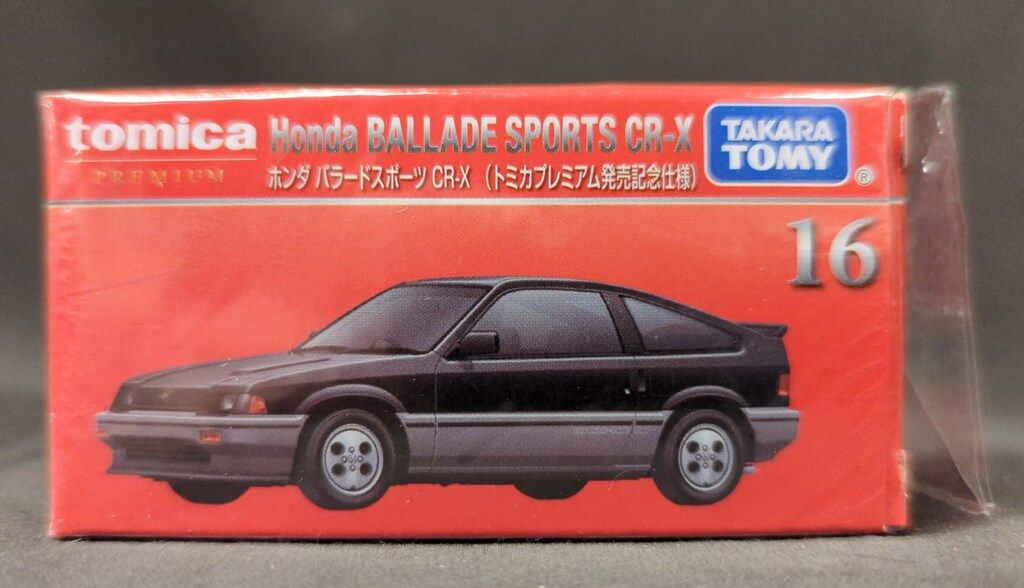 tomica
PREMIUM
Honda BALLADE SPORTS CR-X
ホンダ バラードスポーツ CR-X (トミカプレミアム発売記念仕様)
TAKARA
TOMY
®
16